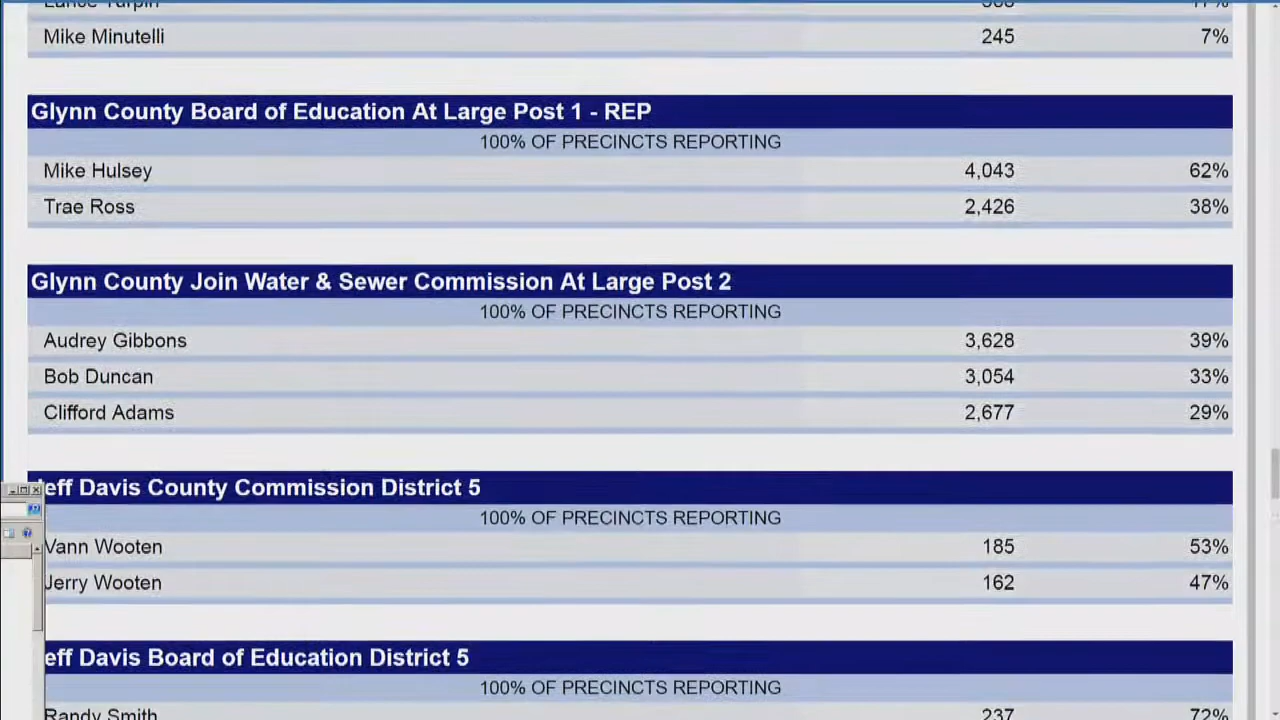 Mike Minutelli 245 7%
Glynn County Board of Education At Large Post 1 - REP
100% OF PRECINCTS REPORTING
Mike Hulsey 4,043 62%
Trae Ross 2,426 38%
Glynn County Join Water & Sewer Commission At Large Post 2
100% OF PRECINCTS REPORTING
Audrey Gibbons 3,628 39%
Bob Duncan 3,054 33%
Clifford Adams 2,677 29%
Jeff Davis County Commission District 5
100% OF PRECINCTS REPORTING
Vann Wooten 185 53%
Jerry Wooten 162 47%
eff Davis Board of Education District 5
100% OF PRECINCTS REPORTING
Randy Smith 237 72%